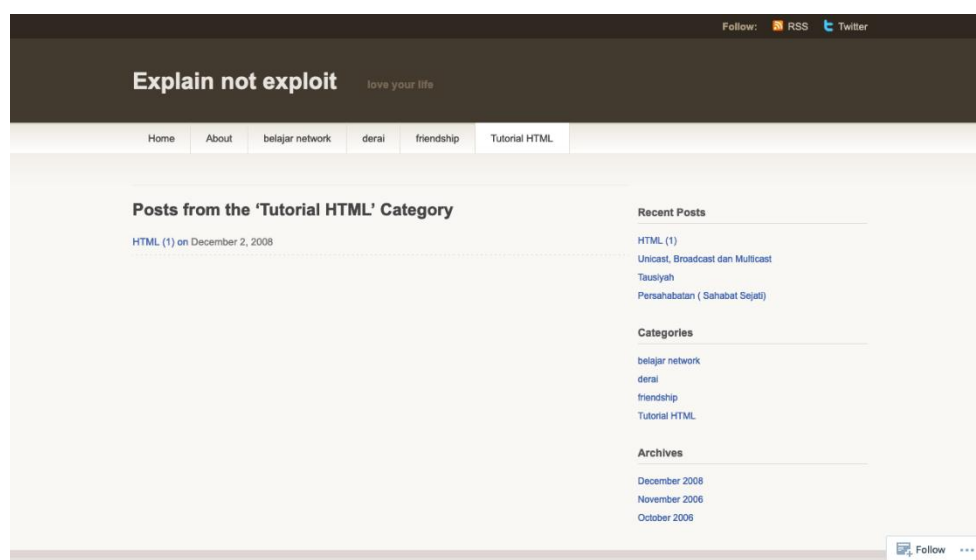 Follow: RSS Twitter
Explain not exploit love your life
Home About belajar network derai friendship Tutorial HTML
Posts from the ‘Tutorial HTML’ Category
HTML (1) on December 2, 2008
Recent Posts
HTML (1)
Unicast, Broadcast dan Multicast
Tausiyah
Persahabatan ( Sahabat Sejati)
Categories
belajar network
derai
friendship
Tutorial HTML
Archives
December 2008
November 2006
October 2006
Follow